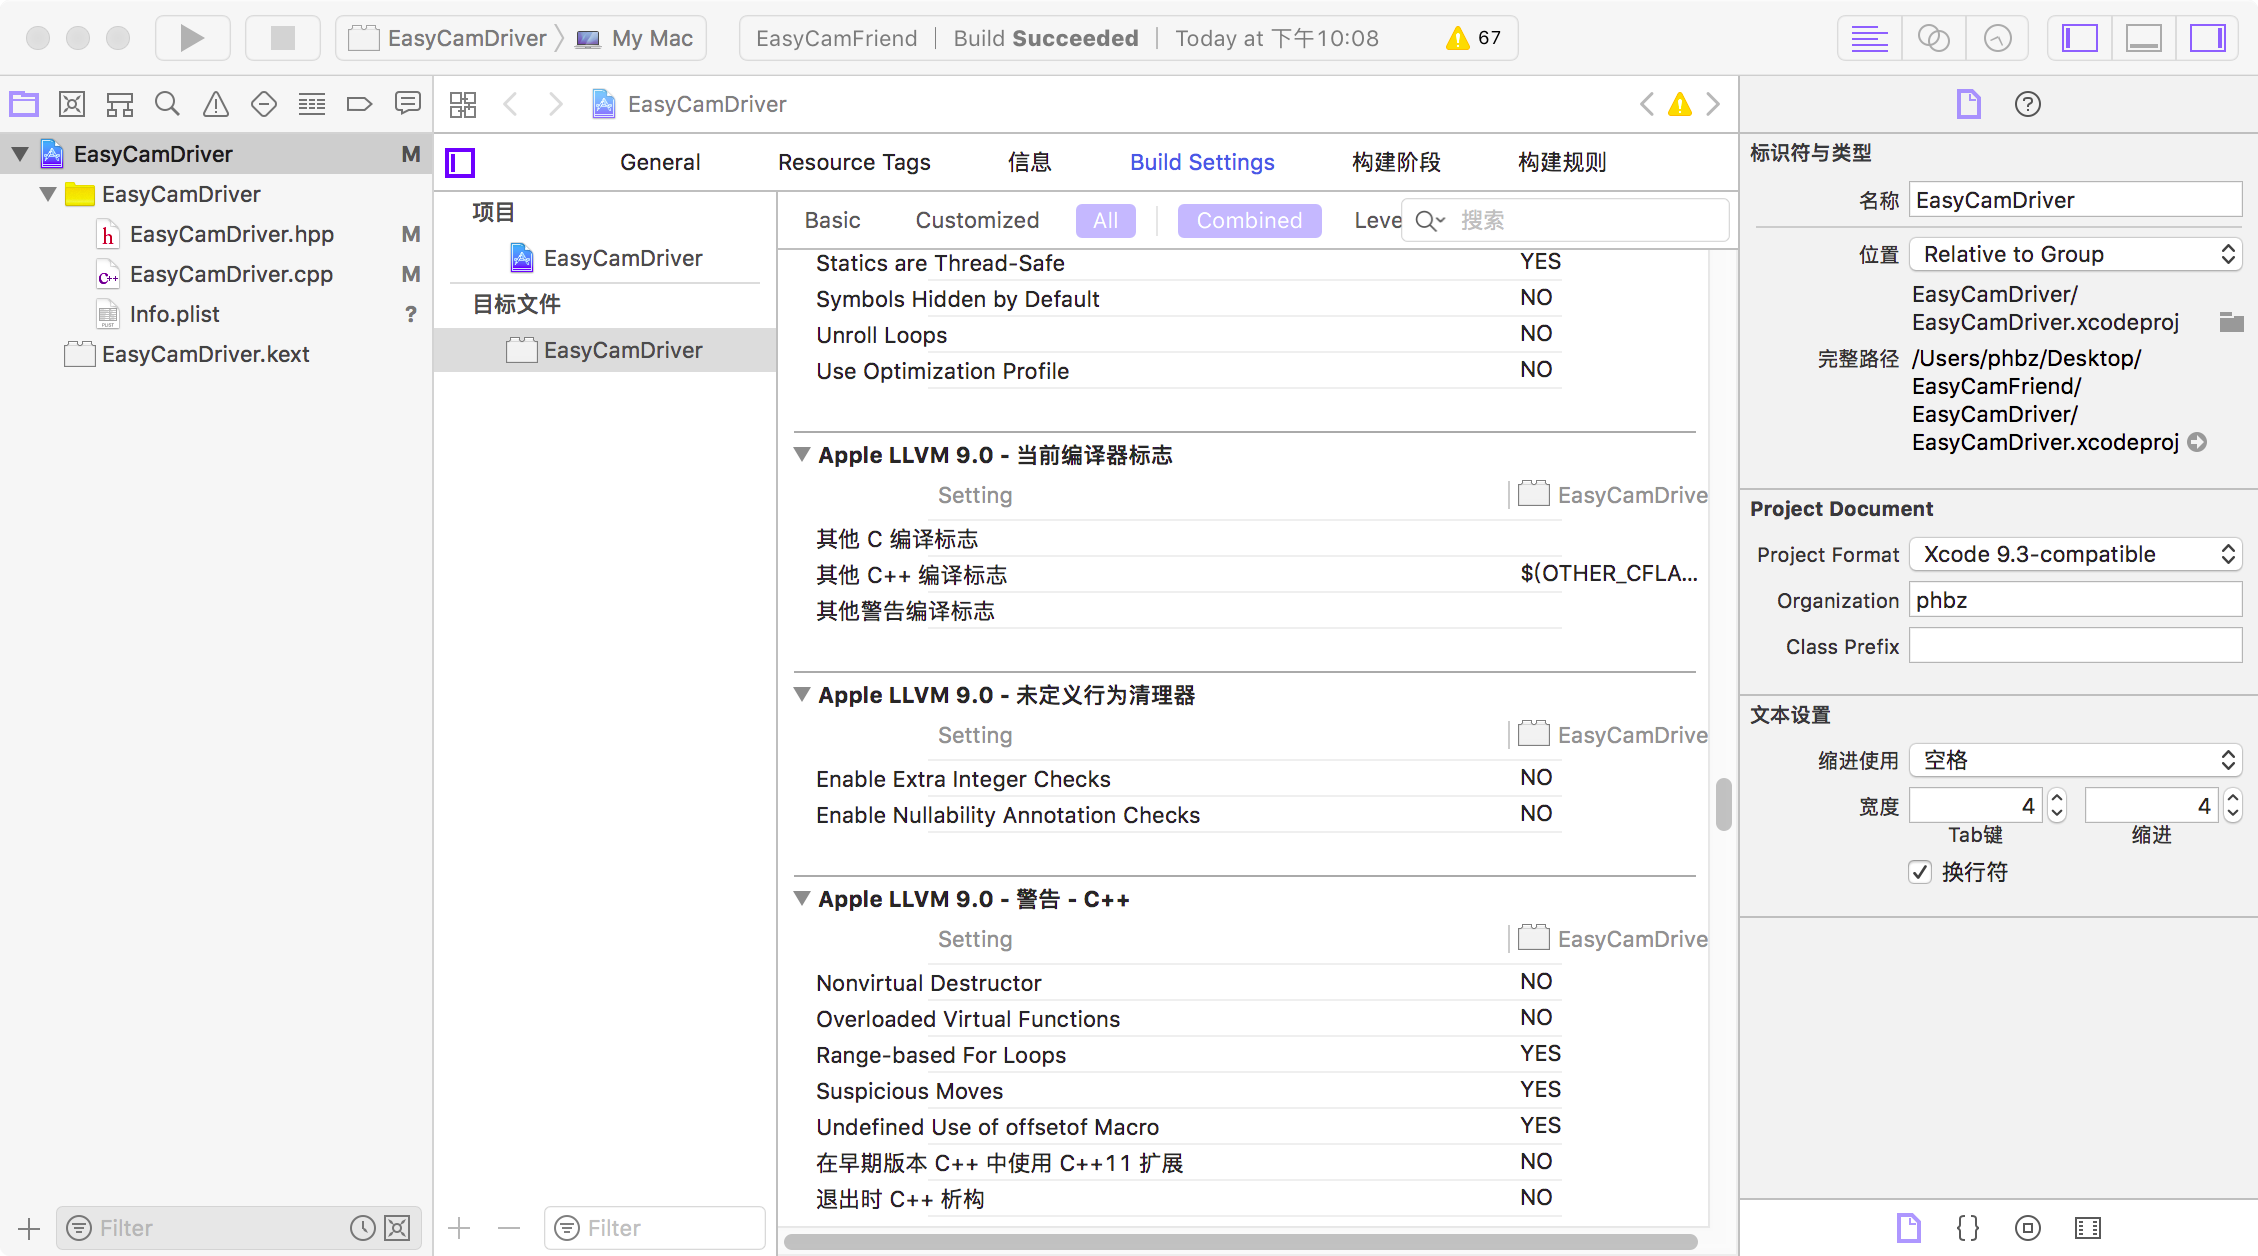 EasyCamDriver My Mac
EasyCamFriend Build Succeeded Today at 下午10:08 67
EasyCamDriver M
EasyCamDriver
EasyCamDriver.hpp M
EasyCamDriver.cpp M
Info.plist ?
EasyCamDriver.kext
Filter
EasyCamDriver
General Resource Tags 信息 Build Settings 构建阶段 构建规则
项目
EasyCamDriver
目标文件
EasyCamDriver
Filter
Basic Customized All Combined Leve 搜索
Statics are Thread-Safe YES
Symbols Hidden by Default NO
Unroll Loops NO
Use Optimization Profile NO
Apple LLVM 9.0 - 当前编译器标志
Setting EasyCamDrive
其他 C 编译标志
其他 C++ 编译标志 $(OTHER_CFLA...
其他警告编译标志
Apple LLVM 9.0 - 未定义行为清理器
Setting EasyCamDrive
Enable Extra Integer Checks NO
Enable Nullability Annotation Checks NO
Apple LLVM 9.0 - 警告 - C++
Setting EasyCamDrive
Nonvirtual Destructor NO
Overloaded Virtual Functions NO
Range-based For Loops YES
Suspicious Moves YES
Undefined Use of offsetof Macro YES
在早期版本 C++ 中使用 C++11 扩展 NO
退出时 C++ 析构 NO
标识符与类型
名称 EasyCamDriver
位置 Relative to Group
EasyCamDriver/
EasyCamDriver.xcodeproj
完整路径 /Users/phbz/Desktop/
EasyCamFriend/
EasyCamDriver/
EasyCamDriver.xcodeproj
Project Document
Project Format Xcode 9.3-compatible
Organization phbz
Class Prefix
文本设置
缩进使用 空格
宽度 4 4
Tab键 缩进
换行符